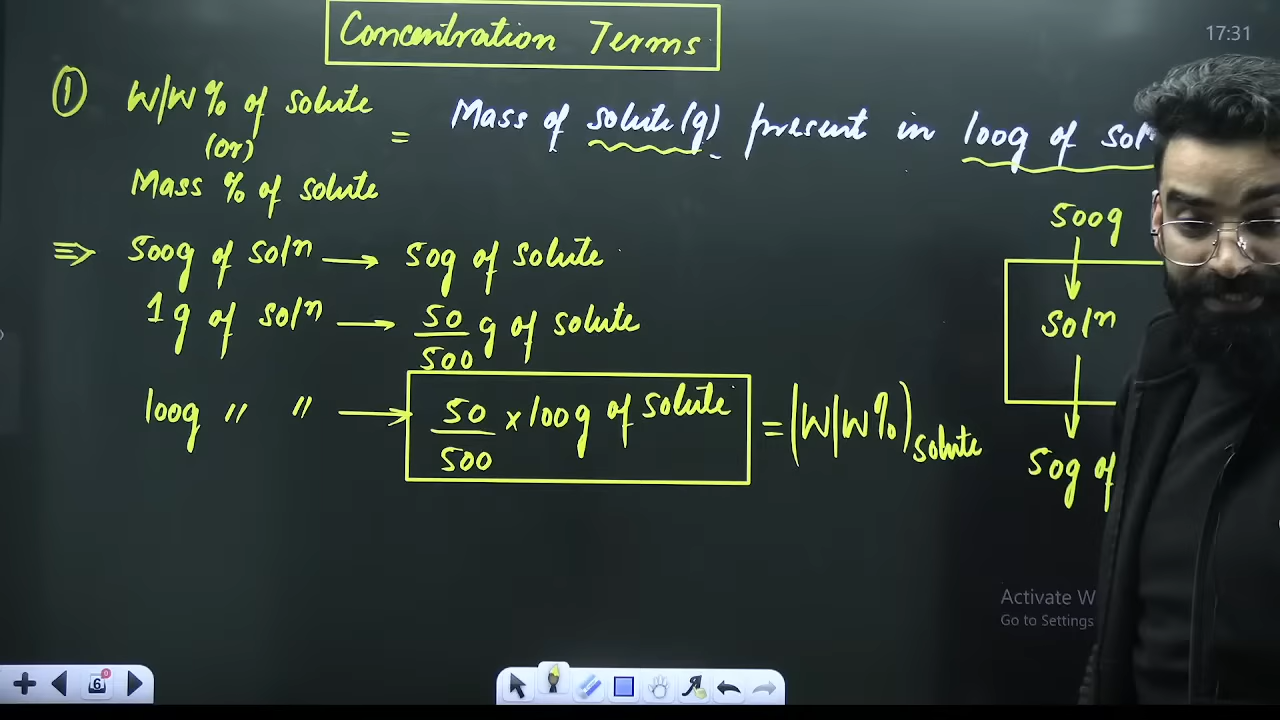 Concentration Terms
17:31
① W/W % of solute
(or)
Mass % of solute
= Mass of solute(g) present in 100g of sol
⇒ 500g of solⁿ → 50g of solute
1g of solⁿ → 50/500 g of solute
100g " " → 50/500 x 100g of solute = (W/W%)solute
500g
solⁿ
50g of
Activate W
Go to Settings
6